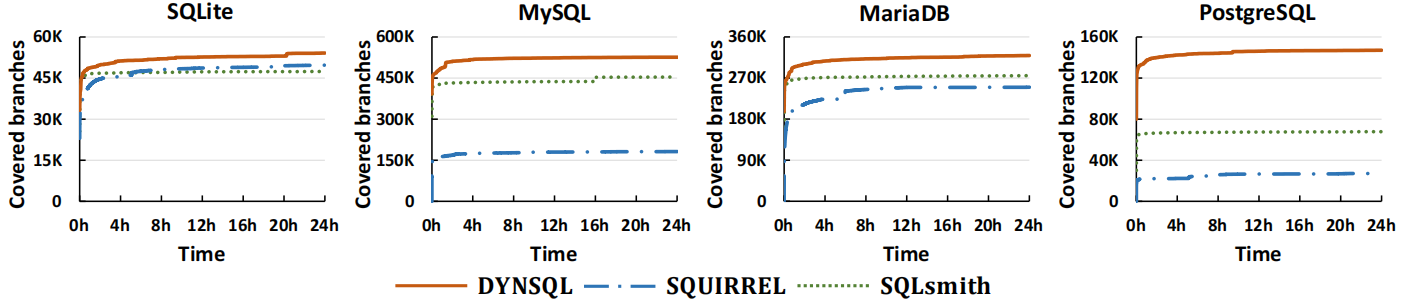 SQLite
Covered branches
60K
45K
30K
15K
0
0h 4h 8h 12h 16h 20h 24h
Time
MySQL
Covered branches
600K
450K
300K
150K
0
0h 4h 8h 12h 16h 20h 24h
Time
MariaDB
Covered branches
360K
270K
180K
90K
0
0h 4h 8h 12h 16h 20h 24h
Time
PostgreSQL
Covered branches
160K
120K
80K
40K
0
0h 4h 8h 12h 16h 20h 24h
Time
DYNSQL SQUIRREL SQLsmith